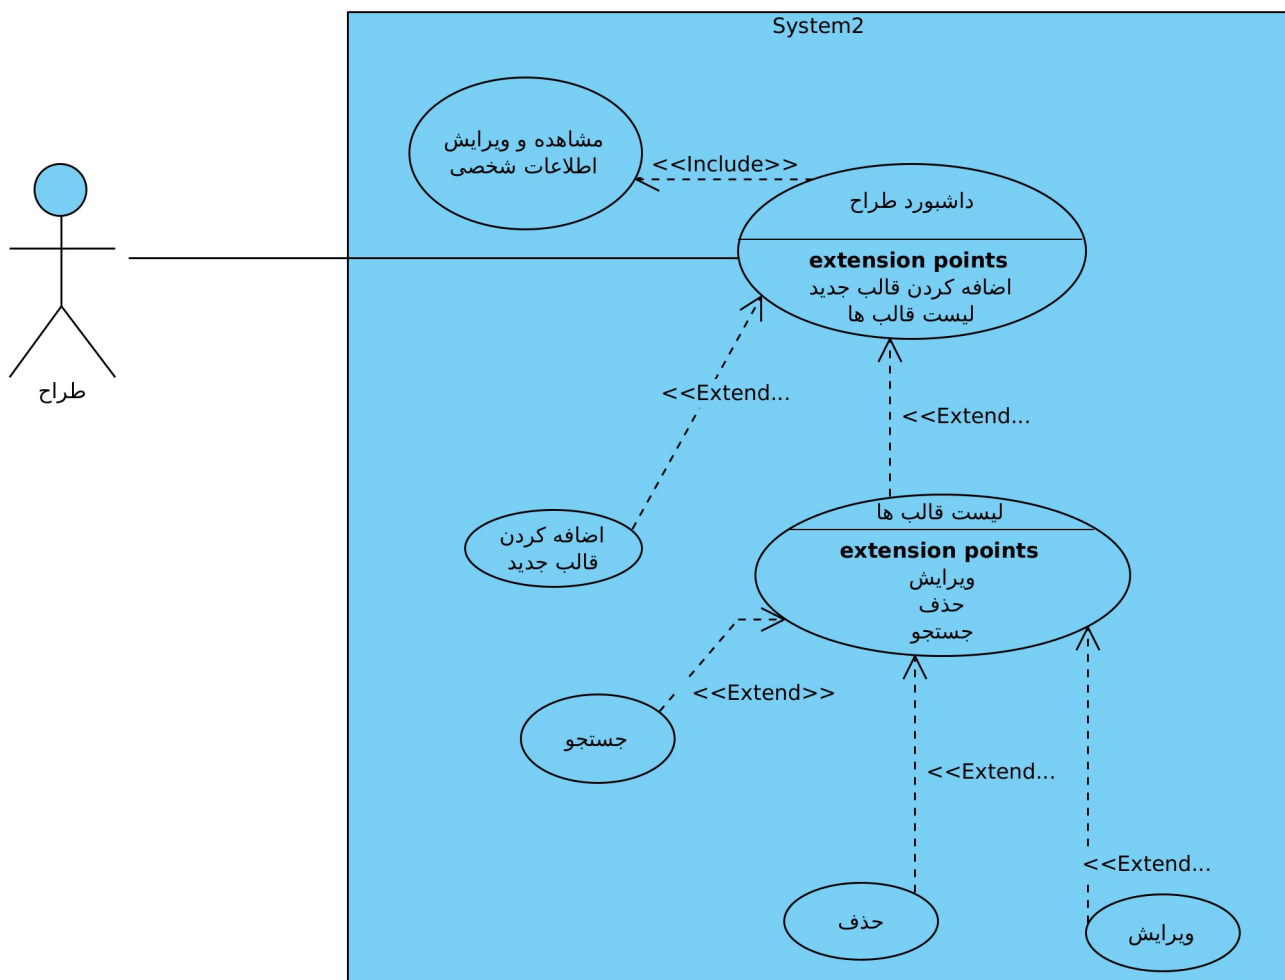 System2
مشاهده و ویرایش
اطلاعات شخصی
<<Include>>
داشبورد طراح
extension points
اضافه کردن قالب جدید
لیست قالب ها
طراح
<<Extend...
<<Extend...
لیست قالب ها
extension points
ویرایش
حذف
جستجو
اضافه کردن
قالب جدید
<<Extend>>
جستجو
<<Extend...
<<Extend...
حذف
ویرایش